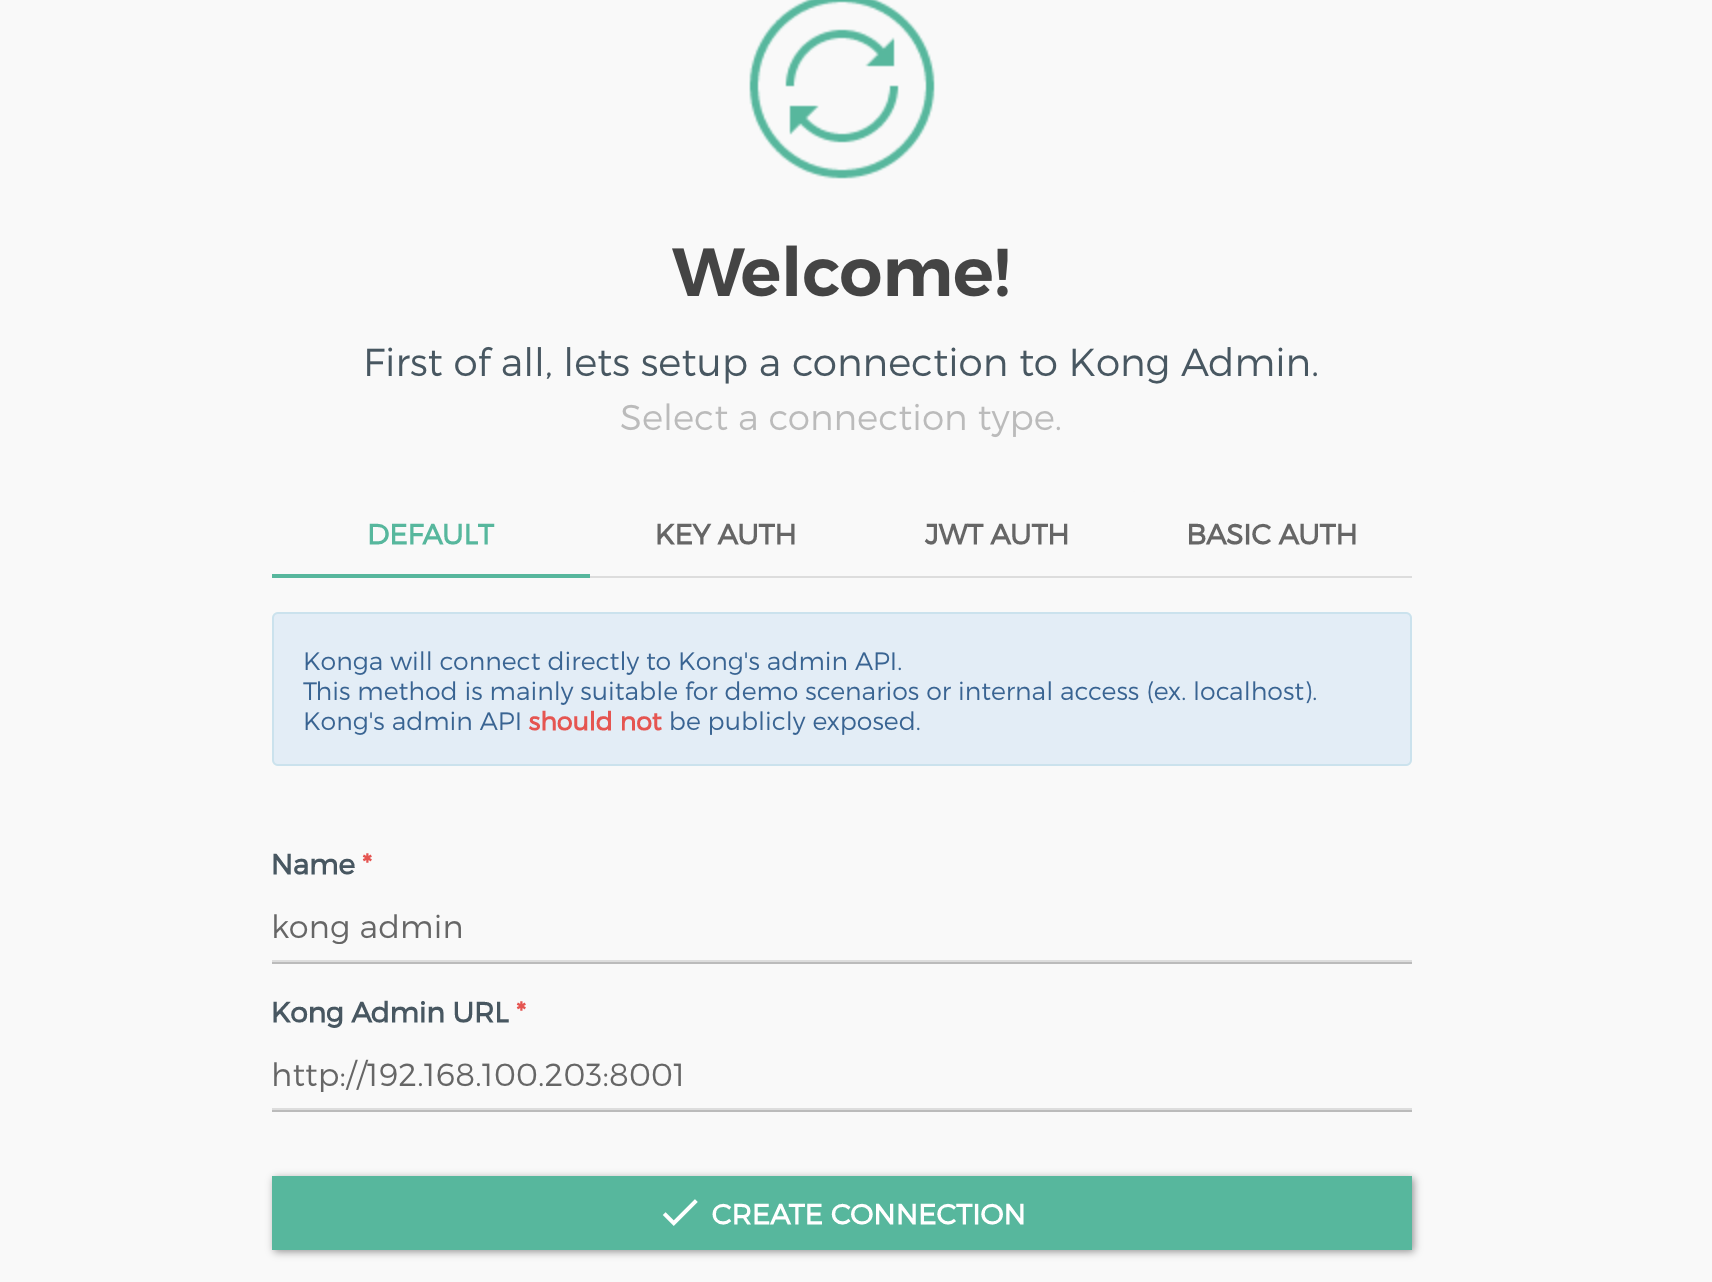 Welcome!
First of all, lets setup a connection to Kong Admin.
Select a connection type.
DEFAULT KEY AUTH JWT AUTH BASIC AUTH
Konga will connect directly to Kong's admin API.
This method is mainly suitable for demo scenarios or internal access (ex. localhost).
Kong's admin API should not be publicly exposed.
Name *
kong admin
Kong Admin URL *
http://192.168.100.203:8001
CREATE CONNECTION